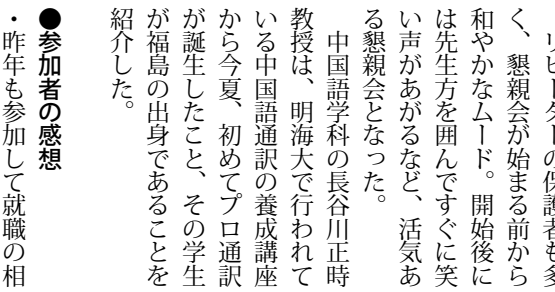 リピーターの保護者も多
く、懇親会が始まる前から
和やかなムード。開始後に
は先生方を囲んですぐに笑
い声があがるなど、活気あ
る懇親会となった。
中国語学科の長谷川正時
教授は、明海大で行われて
いる中国語通訳の養成講座
から今夏、初めてプロ通訳
が誕生したこと、その学生
が福島の出身であることを
紹介した。
●参加者の感想
・昨年も参加して就職の相